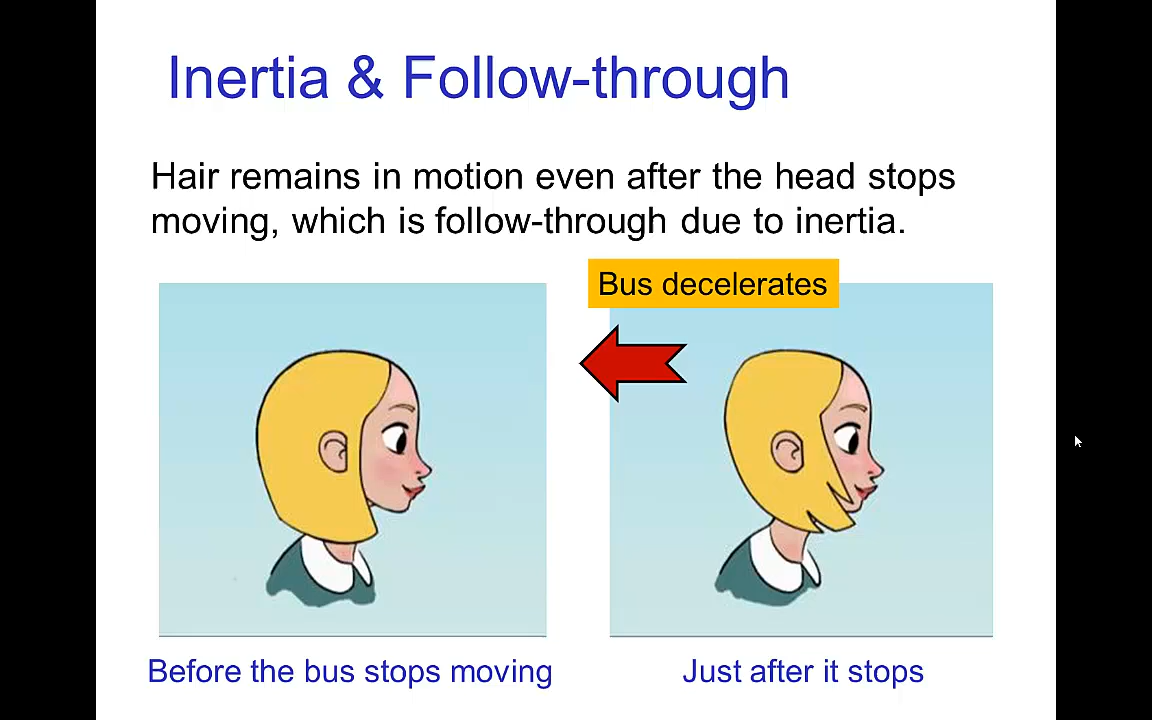 Inertia & Follow-through
Hair remains in motion even after the head stops
moving, which is follow-through due to inertia.
Bus decelerates
Before the bus stops moving
Just after it stops